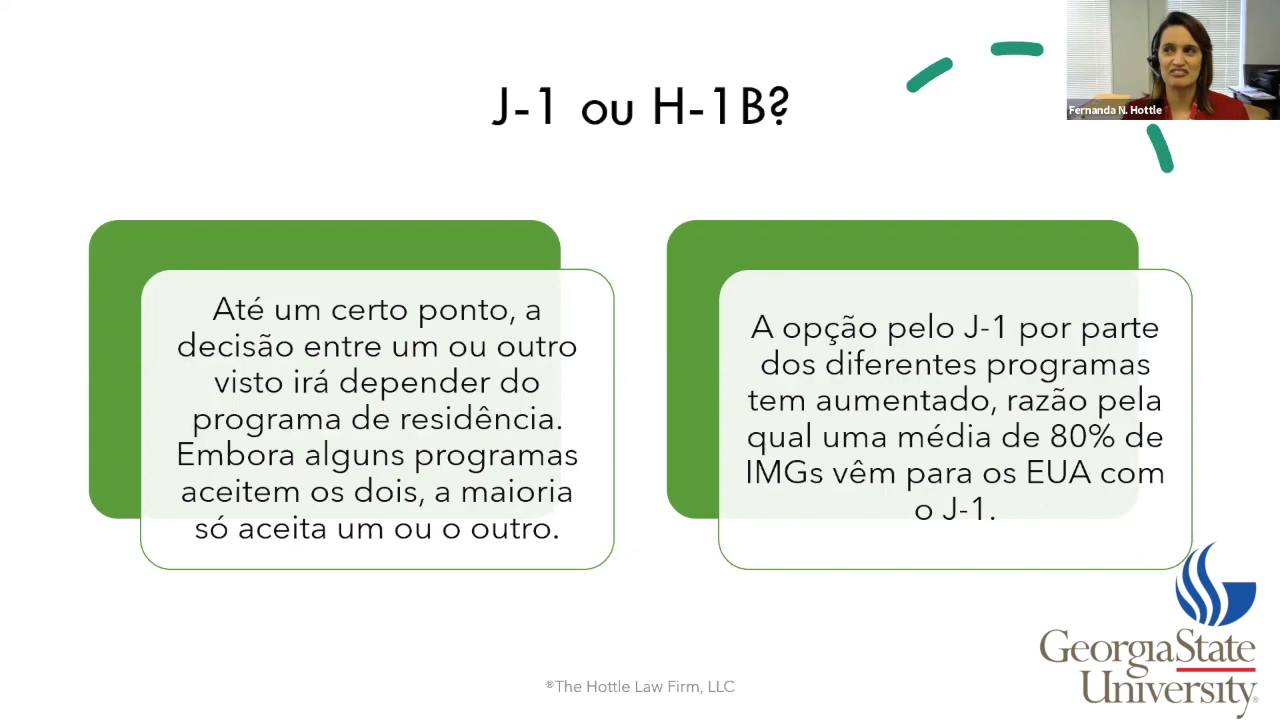 Fernanda N. Hottle
J-1 ou H-1B?
Até um certo ponto, a
decisão entre um ou outro
visto irá depender do
programa de residência.
Embora alguns programas
aceitem os dois, a maioria
só aceita um ou o outro.
A opção pelo J-1 por parte
dos diferentes programas
tem aumentado, razão pela
qual uma média de 80% de
IMGs vêm para os EUA com
o J-1.
GeorgiaState
University®
®The Hottle Law Firm, LLC